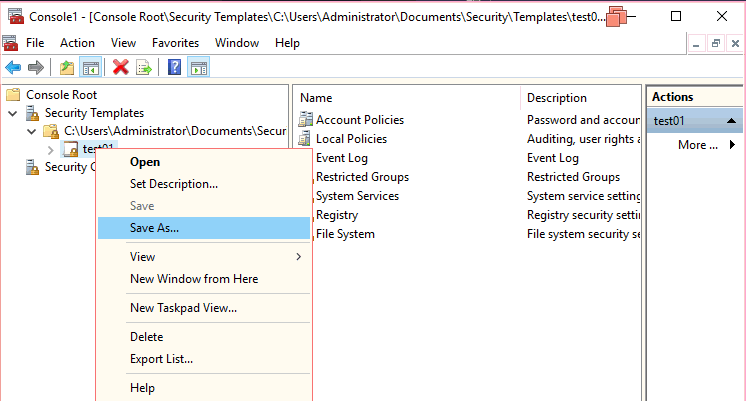 Console1 - [Console Root\Security Templates\C:\Users\Administrator\Documents\Security\Templates\test0...
File Action View Favorites Window Help
Console Root
Security Templates
C:\Users\Administrator\Documents\Secur
test01
Security C
Open
Set Description...
Save
Save As...
View
New Window from Here
New Taskpad View...
Delete
Export List...
Help
Name Description
Account Policies Password and accour
Local Policies Auditing, user rights a
Event Log Event Log
Restricted Groups Restricted Groups
System Services System service setting
Registry Registry security setti
File System File system security se
Actions
test01
More ...